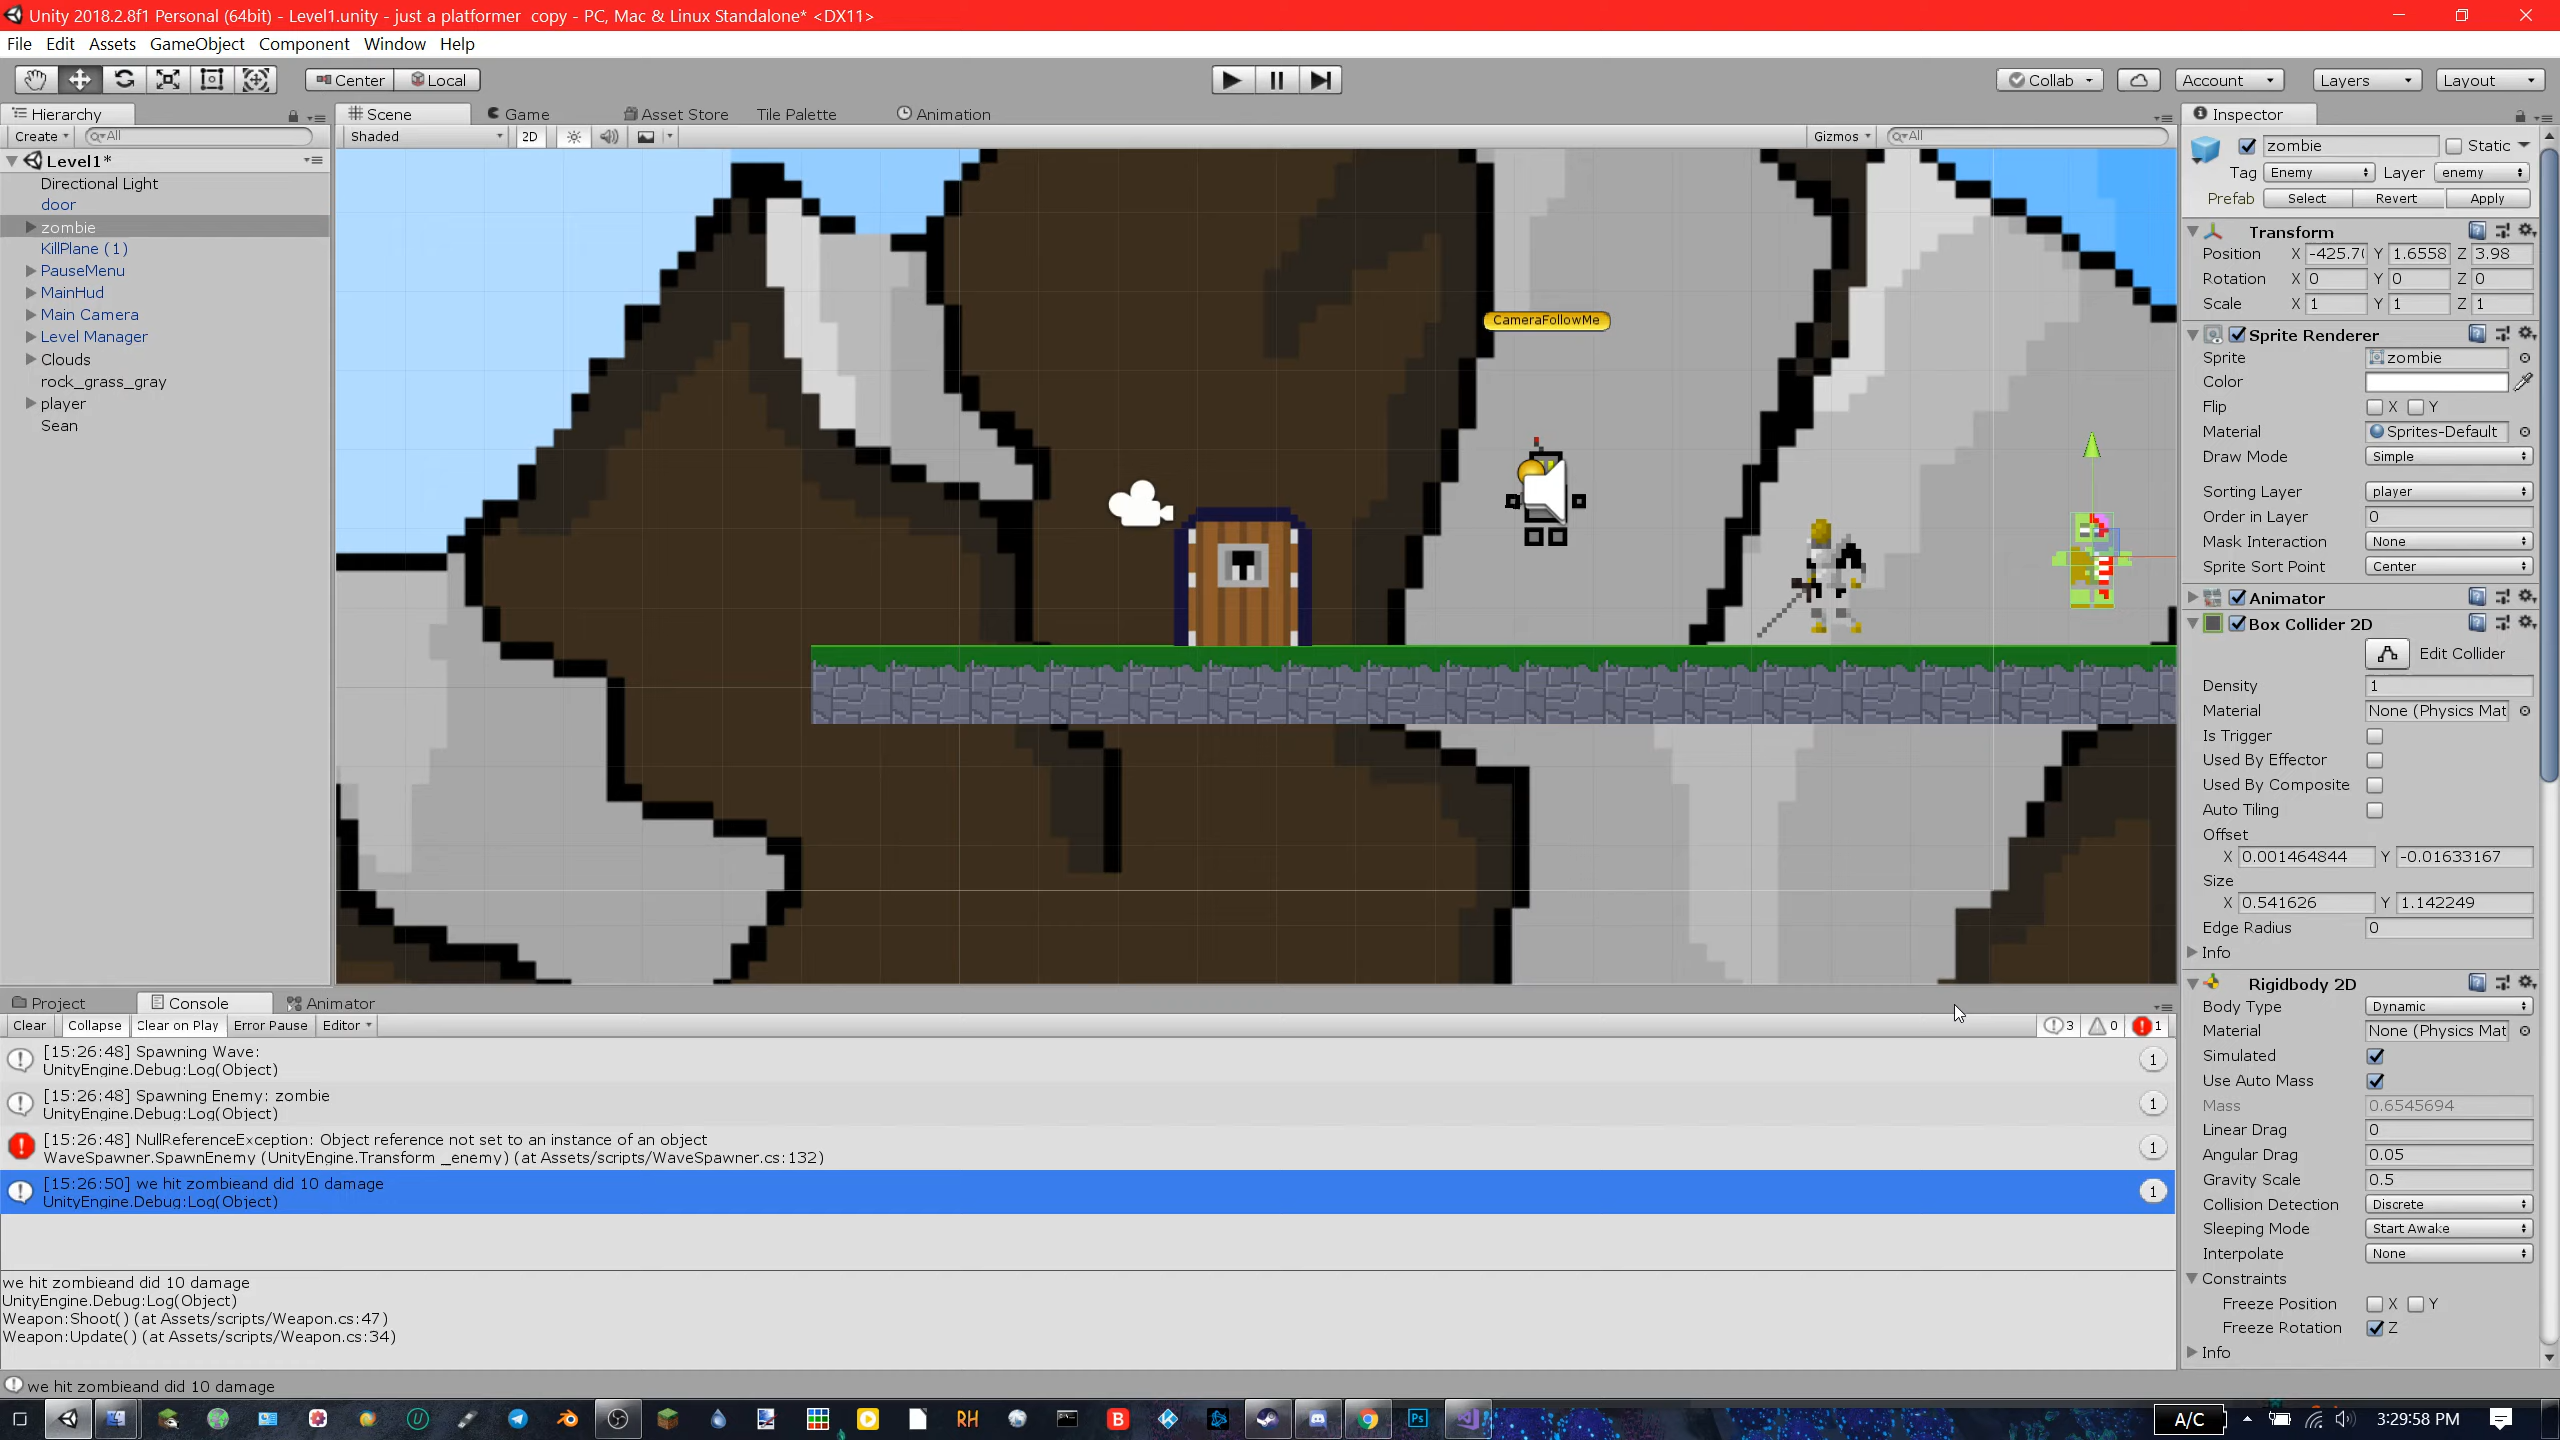 Unity 2018.2.8f1 Personal (64bit) - Level1.unity - just a platformer  copy - PC, Mac & Linux Standalone* <DX11>
File Edit Assets GameObject Component Window Help
Center Local
Collab Account Layers Layout
Hierarchy
Create All
Level1*
Directional Light
door
zombie
KillPlane (1)
PauseMenu
MainHud
Main Camera
Level Manager
Clouds
rock_grass_gray
player
Sean
Scene Game Asset Store Tile Palette Animation
Shaded 2D Gizmos All
CameraFollowMe
Inspector
zombie Static
Tag Enemy Layer enemy
Prefab Select Revert Apply
Transform
Position X -425.7( Y 1.6558 Z 3.98
Rotation X 0 Y 0 Z 0
Scale X 1 Y 1 Z 1
Sprite Renderer
Sprite zombie
Color
Flip X Y
Material Sprites-Default
Draw Mode Simple
Sorting Layer player
Order in Layer 0
Mask Interaction None
Sprite Sort Point Center
Animator
Box Collider 2D
Edit Collider
Density 1
Material None (Physics Mat
Is Trigger
Used By Effector
Used By Composite
Auto Tiling
Offset
X 0.001464844 Y -0.01633167
Size
X 0.541626 Y 1.142249
Edge Radius 0
Info
Rigidbody 2D
Body Type Dynamic
Material None (Physics Mat
Simulated
Use Auto Mass
Mass 0.6545694
Linear Drag 0
Angular Drag 0.05
Gravity Scale 0.5
Collision Detection Discrete
Sleeping Mode Start Awake
Interpolate None
Constraints
Freeze Position X Y
Freeze Rotation Z
Info
Project Console Animator
Clear Collapse Clear on Play Error Pause Editor 3 0 1
[15:26:48] Spawning Wave:
UnityEngine.Debug:Log(Object)
1
[15:26:48] Spawning Enemy: zombie
UnityEngine.Debug:Log(Object)
1
[15:26:48] NullReferenceException: Object reference not set to an instance of an object
WaveSpawner.SpawnEnemy (UnityEngine.Transform _enemy) (at Assets/scripts/WaveSpawner.cs:132)
1
[15:26:50] we hit zombieand did 10 damage
UnityEngine.Debug:Log(Object)
1
we hit zombieand did 10 damage
UnityEngine.Debug:Log(Object)
Weapon:Shoot() (at Assets/scripts/Weapon.cs:47)
Weapon:Update() (at Assets/scripts/Weapon.cs:34)
we hit zombieand did 10 damage
RH B Ps A/C 3:29:58 PM